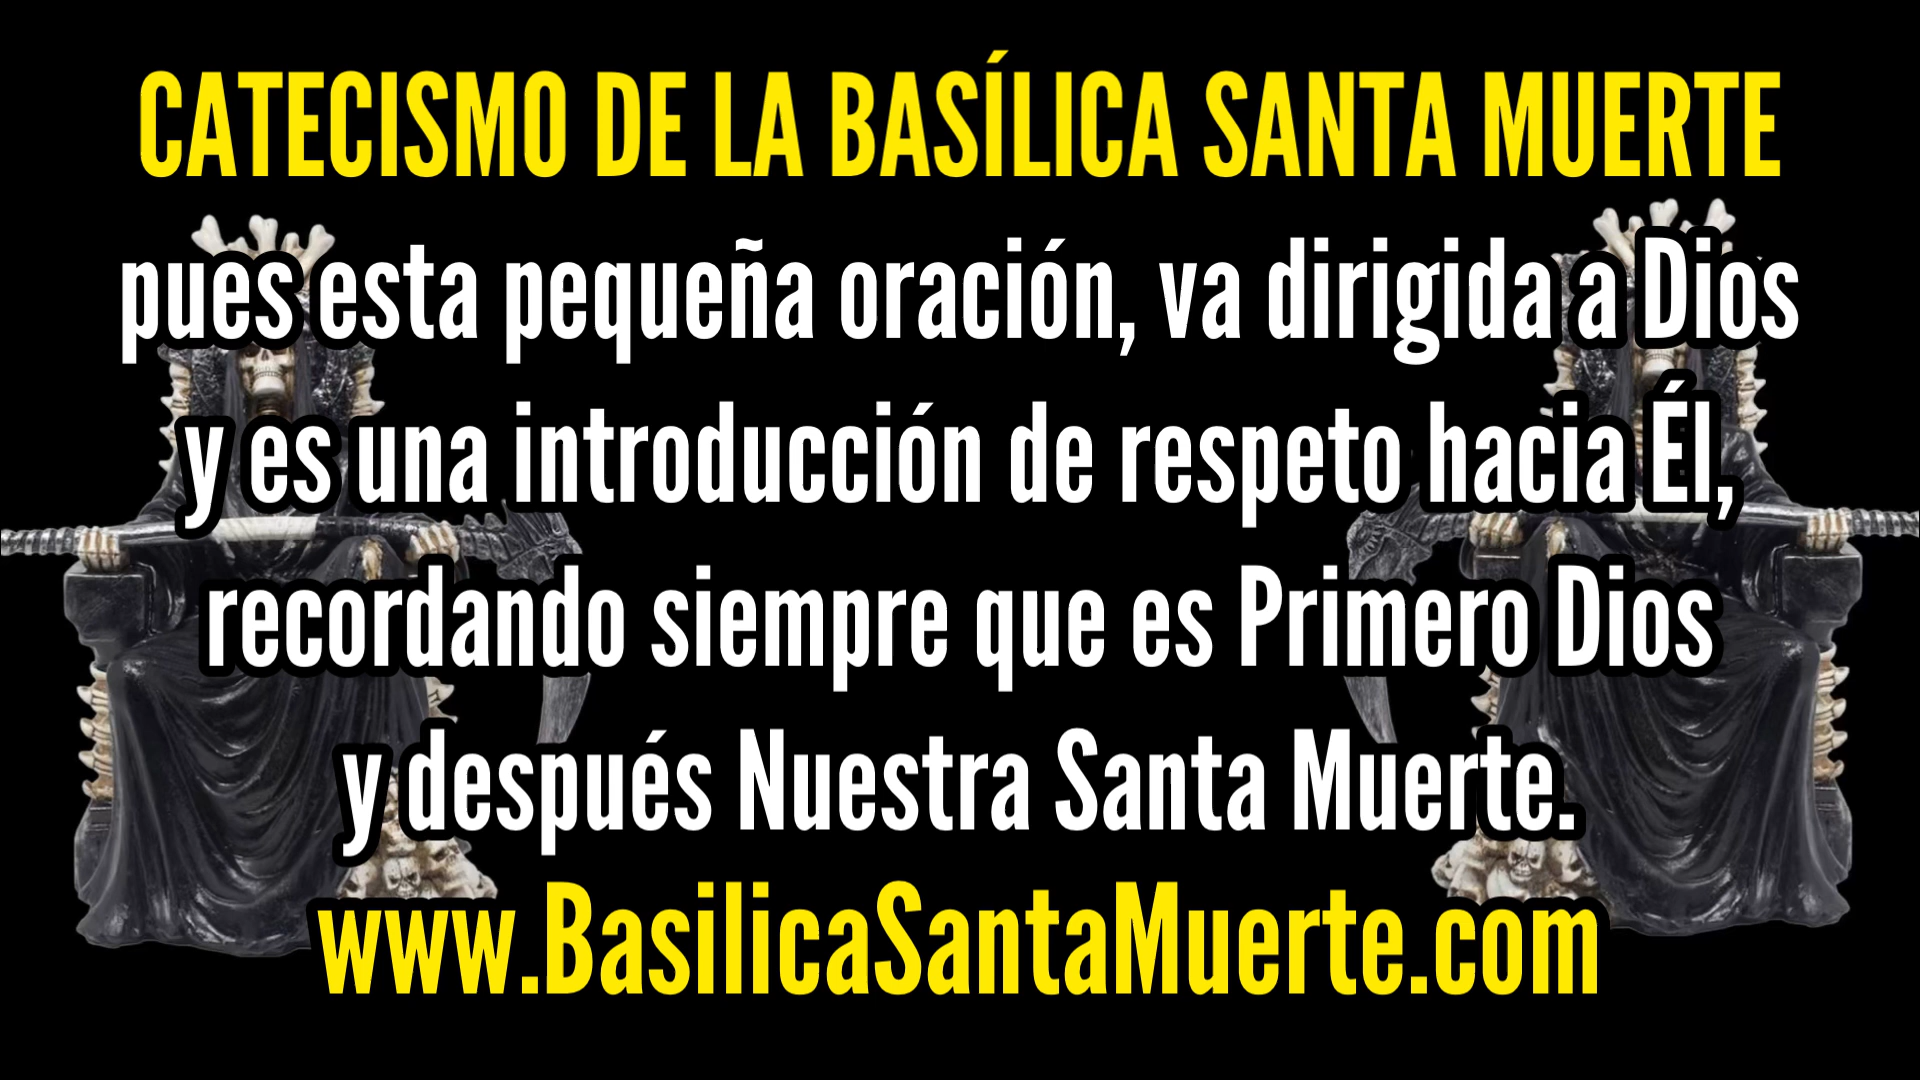 CATECISMO DE LA BASÍLICA SANTA MUERTE
pues esta pequeña oración, va dirigida a Dios
y es una introducción de respeto hacia Él,
recordando siempre que es Primero Dios
y después Nuestra Santa Muerte.
www.BasilicaSantaMuerte.com